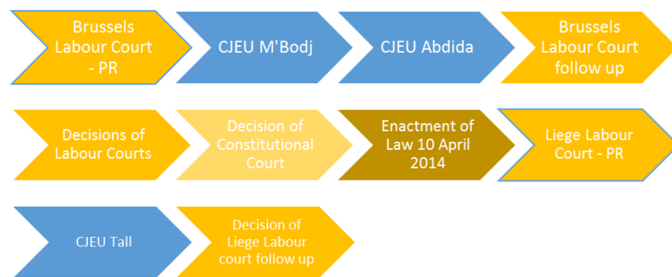 Brussels
Labour Court
- PR
CJEU M'Bodj
CJEU Abdida
Brussels
Labour Court
follow up
Decisions of
Labour Courts
Decision of
Constitutional
Court
Enactment of
Law 10 April
2014
Liege Labour
Court - PR
CJEU Tall
Decision of
Liege Labour
court follow up